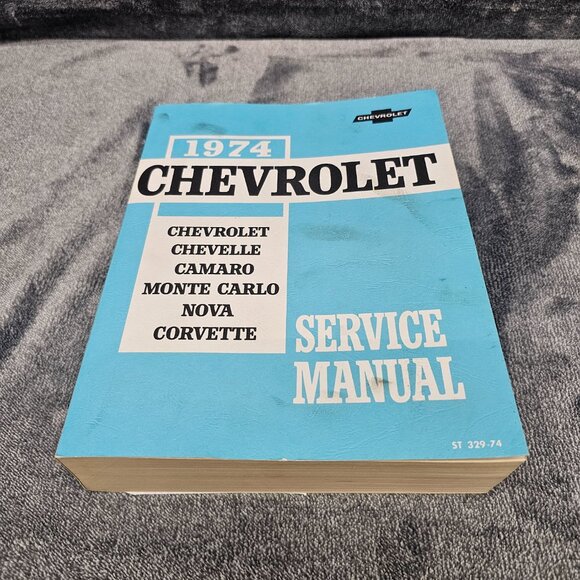 CHEVROLET
1974
CHEVROLET
CHEVROLET
CHEVELLE
CAMARO
MONTE CARLO
NOVA
CORVETTE
SERVICE
MANUAL
ST 329-74